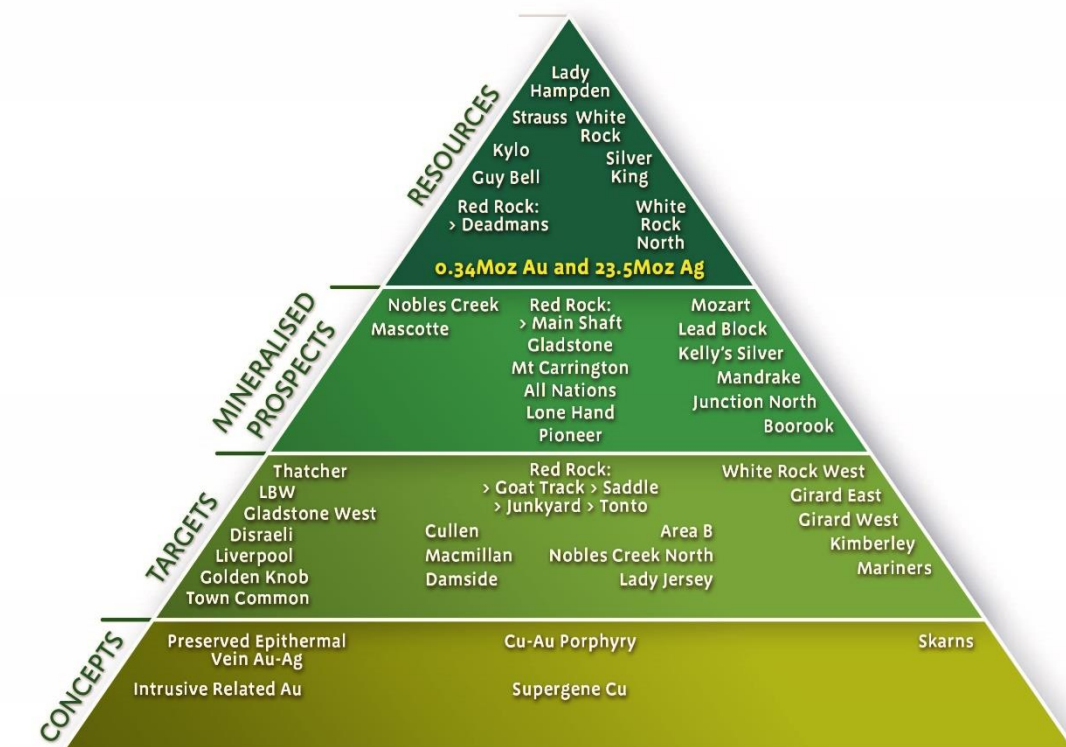 RESOURCES
Lady
Hampden
Strauss
White
Rock
Kylo
Silver
King
Guy Bell
Red Rock:
> Deadmans
White
Rock
North
0.34Moz Au and 23.5Moz Ag
MINERALISED
PROSPECTS
Nobles Creek
Mascotte
Red Rock:
> Main Shaft
Gladstone
Mt Carrington
All Nations
Lone Hand
Pioneer
Mozart
Lead Block
Kelly's Silver
Mandrake
Junction North
Boorook
TARGETS
Thatcher
LBW
Gladstone West
Disraeli
Liverpool
Golden Knob
Town Common
Red Rock:
> Goat Track > Saddle
> Junkyard > Tonto
Cullen
Macmillan
Damside
Area B
Nobles Creek North
Lady Jersey
White Rock West
Girard East
Girard West
Kimberley
Mariners
CONCEPTS
Preserved Epithermal
Vein Au-Ag
Intrusive Related Au
Cu-Au Porphyry
Supergene Cu
Skarns